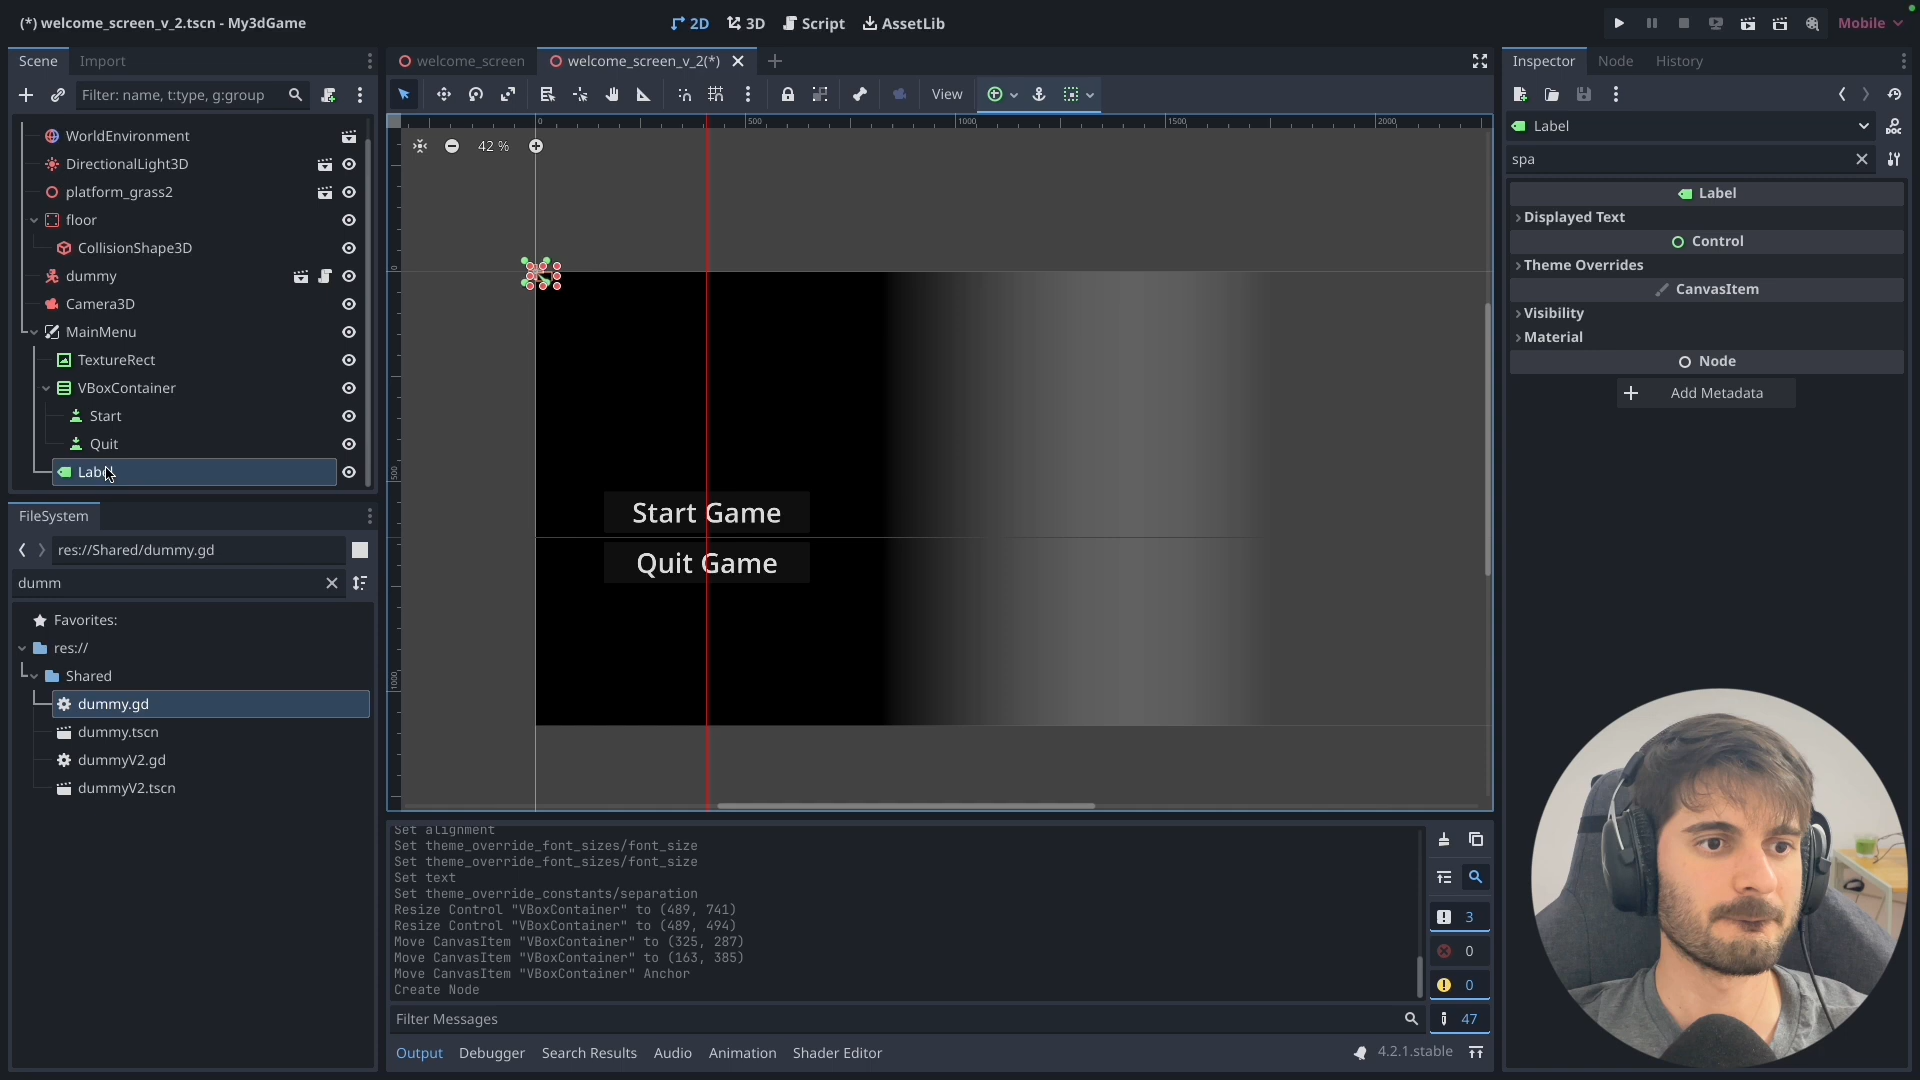 (*) welcome_screen_v_2.tscn - My3dGame
2D
3D
Script
AssetLib
Mobile
Scene
Import
Filter: name, t:type, g:group
WorldEnvironment
DirectionalLight3D
platform_grass2
floor
CollisionShape3D
dummy
Camera3D
MainMenu
TextureRect
VBoxContainer
Start
Quit
Label
FileSystem
res://Shared/dummy.gd
dumm
Favorites:
res://
Shared
dummy.gd
dummy.tscn
dummyV2.gd
dummyV2.tscn
welcome_screen
welcome_screen_v_2(*)
View
0
500
1000
1500
2000
42 %
0
500
1000
Start Game
Quit Game
Set alignment
Set theme_override_font_sizes/font_size
Set theme_override_font_sizes/font_size
Set text
Set theme_override_constants/separation
Resize Control "VBoxContainer" to (489, 741)
Resize Control "VBoxContainer" to (489, 494)
Move CanvasItem "VBoxContainer" to (325, 287)
Move CanvasItem "VBoxContainer" to (163, 385)
Move CanvasItem "VBoxContainer" Anchor
Create Node
3
0
0
47
Filter Messages
Output
Debugger
Search Results
Audio
Animation
Shader Editor
4.2.1.stable
Inspector
Node
History
Label
DOC
spa
Label
Displayed Text
Control
Theme Overrides
CanvasItem
Visibility
Material
Node
Add Metadata